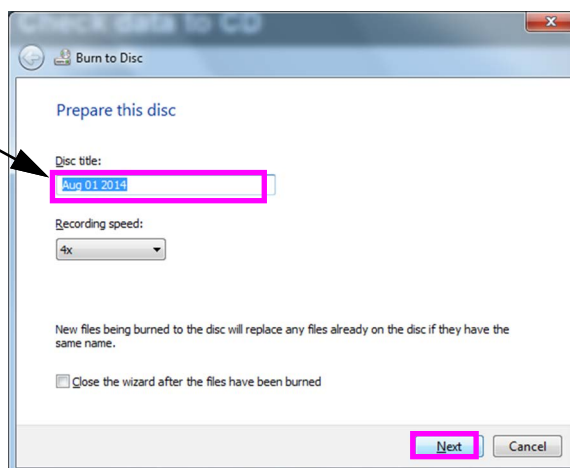 Check data to CD
Burn to Disc
Prepare this disc
Disc title:
Aug 01 2014
Recording speed:
4x
New files being burned to the disc will replace any files already on the disc if they have the
same name.
Close the wizard after the files have been burned
Next
Cancel